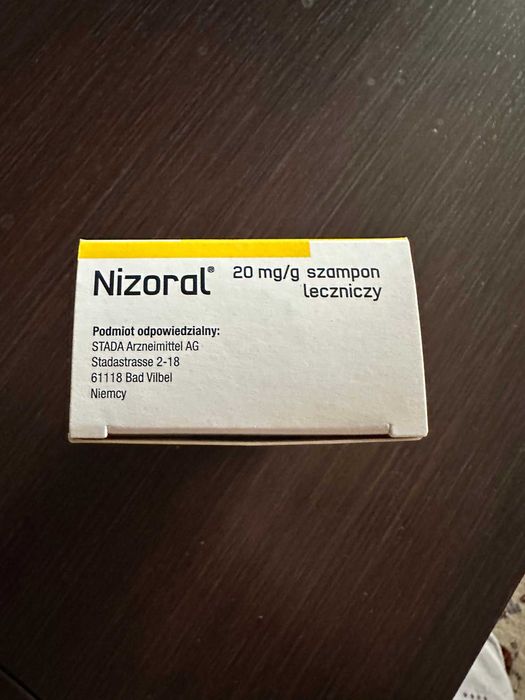 Nizoral® 20 mg/g szampon
leczniczy
Podmiot odpowiedzialny:
STADA Arzneimittel AG
Stadastrasse 2-18
61118 Bad Vilbel
Niemcy